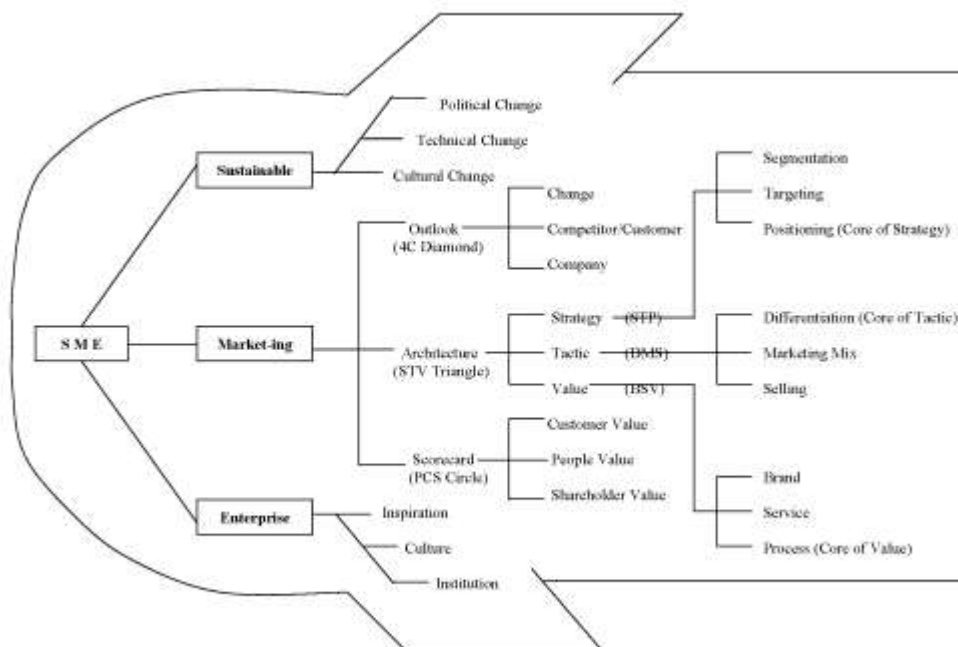 Political Change
Technical Change
Sustainable
Cultural Change
Segmentation
Targeting
Positioning (Core of Strategy)
Change
Outlook
(4C Diamond)
Competitor/Customer
Company
S M E
Market-ing
Architecture
(STV Triangle)
Strategy (STP)
Tactic (DMS)
Value (BSV)
Differentiation (Core of Tactic)
Marketing Mix
Selling
Customer Value
Scorecard
(PCS Circle)
People Value
Shareholder Value
Brand
Service
Process (Core of Value)
Enterprise
Inspiration
Culture
Institution